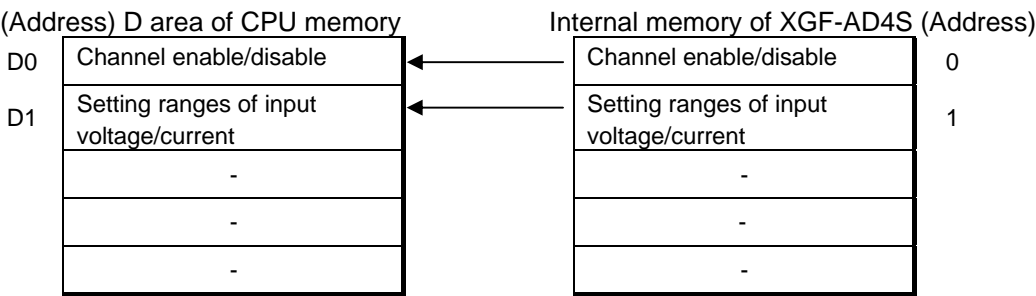 (Address) D area of CPU memory
Internal memory of XGF-AD4S (Address)
D0
Channel enable/disable
Channel enable/disable
0
D1
Setting ranges of input
voltage/current
Setting ranges of input
voltage/current
1
-
-
-
-
-
-